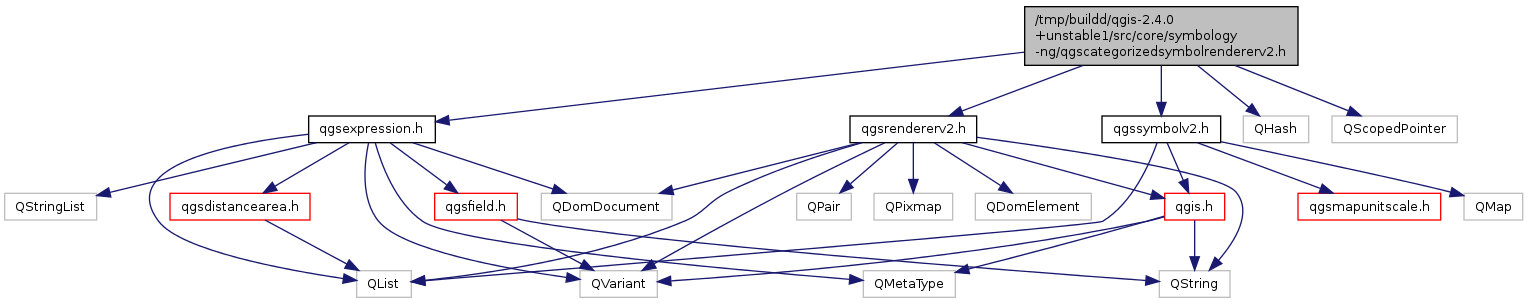 /tmp/buildd/qgis-2.4.0
+unstable1/src/core/symbology
-ng/qgscategorizedsymbolrendererv2.h
qgsexpression.h
qgsrendererv2.h
qgssymbolv2.h
QHash
QScopedPointer
QStringList
qgsdistancearea.h
qgsfield.h
QDomDocument
QPair
QPixmap
QDomElement
qgis.h
qgsmapunitscale.h
QMap
QList
QVariant
QMetaType
QString